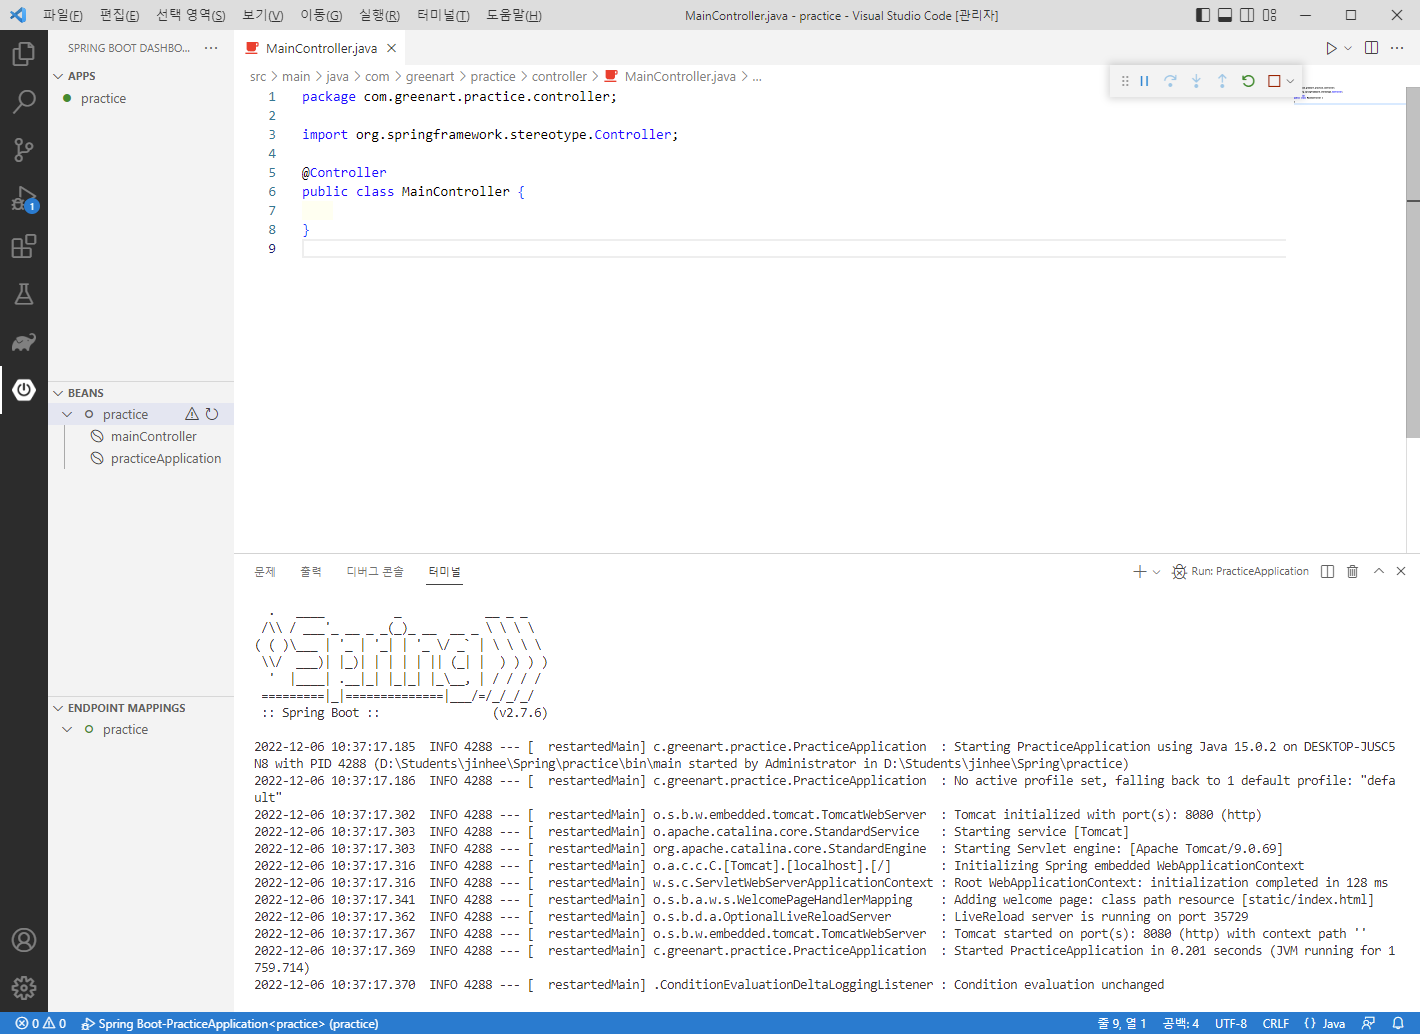 파일(F) 편집(E) 선택 영역(S) 보기(V) 이동(G) 실행(R) 터미널(T) 도움말(H) MainController.java - practice - Visual Studio Code [관리자]
SPRING BOOT DASHBO... ···
APPS
practice
BEANS
practice
mainController
practiceApplication
ENDPOINT MAPPINGS
practice
1
MainController.java
src > main > java > com > greenart > practice > controller > MainController.java > ...
1 package com.greenart.practice.controller;
2
3 import org.springframework.stereotype.Controller;
4
5 @Controller
6 public class MainController {
7
8 }
9
문제 출력 디버그 콘솔 터미널 Run: PracticeApplication
  .   ____          _            __ _ _
 /\\ / ___'_ __ _ _(_)_ __  __ _ \ \ \ \
( ( )\___ | '_ | '_| | '_ \/ _` | \ \ \ \
 \\/  ___)| |_)| | | | | || (_| |  ) ) ) )
  '  |____| .__|_| |_|_| |_\__, | / / / /
 =========|_|==============|___/=/_/_/_/
 :: Spring Boot ::                (v2.7.6)
2022-12-06 10:37:17.185  INFO 4288 --- [  restartedMain] c.greenart.practice.PracticeApplication  : Starting PracticeApplication using Java 15.0.2 on DESKTOP-JUSC5
N8 with PID 4288 (D:\Students\jinhee\Spring\practice\bin\main started by Administrator in D:\Students\jinhee\Spring\practice)
2022-12-06 10:37:17.186  INFO 4288 --- [  restartedMain] c.greenart.practice.PracticeApplication  : No active profile set, falling back to 1 default profile: "defa
ult"
2022-12-06 10:37:17.302  INFO 4288 --- [  restartedMain] o.s.b.w.embedded.tomcat.TomcatWebServer  : Tomcat initialized with port(s): 8080 (http)
2022-12-06 10:37:17.303  INFO 4288 --- [  restartedMain] o.apache.catalina.core.StandardService   : Starting service [Tomcat]
2022-12-06 10:37:17.303  INFO 4288 --- [  restartedMain] org.apache.catalina.core.StandardEngine  : Starting Servlet engine: [Apache Tomcat/9.0.69]
2022-12-06 10:37:17.316  INFO 4288 --- [  restartedMain] o.a.c.c.C.[Tomcat].[localhost].[/]       : Initializing Spring embedded WebApplicationContext
2022-12-06 10:37:17.316  INFO 4288 --- [  restartedMain] w.s.c.ServletWebServerApplicationContext : Root WebApplicationContext: initialization completed in 128 ms
2022-12-06 10:37:17.341  INFO 4288 --- [  restartedMain] o.s.b.a.w.s.WelcomePageHandlerMapping    : Adding welcome page: class path resource [static/index.html]
2022-12-06 10:37:17.362  INFO 4288 --- [  restartedMain] o.s.b.d.a.OptionalLiveReloadServer       : LiveReload server is running on port 35729
2022-12-06 10:37:17.367  INFO 4288 --- [  restartedMain] o.s.b.w.embedded.tomcat.TomcatWebServer  : Tomcat started on port(s): 8080 (http) with context path ''
2022-12-06 10:37:17.369  INFO 4288 --- [  restartedMain] c.greenart.practice.PracticeApplication  : Started PracticeApplication in 0.201 seconds (JVM running for 1
759.714)
2022-12-06 10:37:17.370  INFO 4288 --- [  restartedMain] .ConditionEvaluationDeltaLoggingListener : Condition evaluation unchanged
0 0 Spring Boot-PracticeApplication<practice> (practice) 줄 9, 열 1 공백: 4 UTF-8 CRLF {} Java